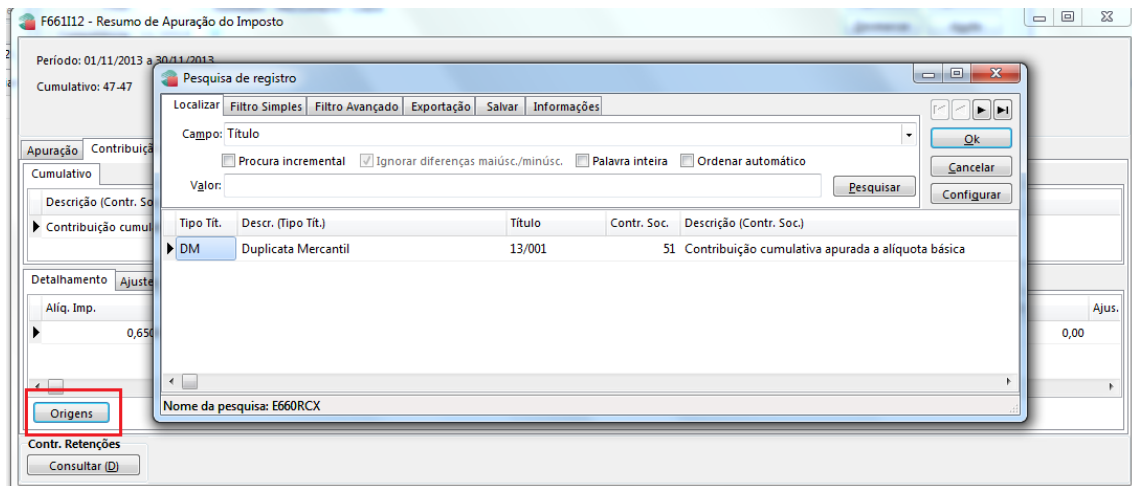 F661I12 - Resumo de Apuração do Imposto
Período: 01/11/2013 a 30/11/2013
Cumulativo: 47-47
Apuração Contribuiçã
Cumulativo
Descrição (Contr. So
Contribuição cumul
Detalhamento Ajuste
Alíq. Imp. Ajus.
0,650 0,00
Origens
Contr. Retenções
Consultar (D)
Pesquisa de registro
Localizar Filtro Simples Filtro Avançado Exportação Salvar Informações
Campo: Título
Ok
Procura incremental Ignorar diferenças maiúsc./minúsc. Palavra inteira Ordenar automático
Cancelar
Valor: Pesquisar
Configurar
Tipo Tít. Descr. (Tipo Tít.) Título Contr. Soc. Descrição (Contr. Soc.)
DM Duplicata Mercantil 13/001 51 Contribuição cumulativa apurada a alíquota básica
Nome da pesquisa: E660RCX